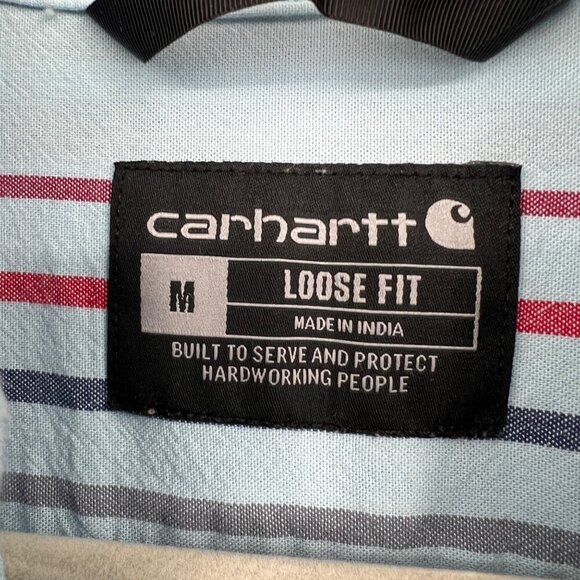 carhartt
M
LOOSE FIT
MADE IN INDIA
BUILT TO SERVE AND PROTECT
HARDWORKING PEOPLE